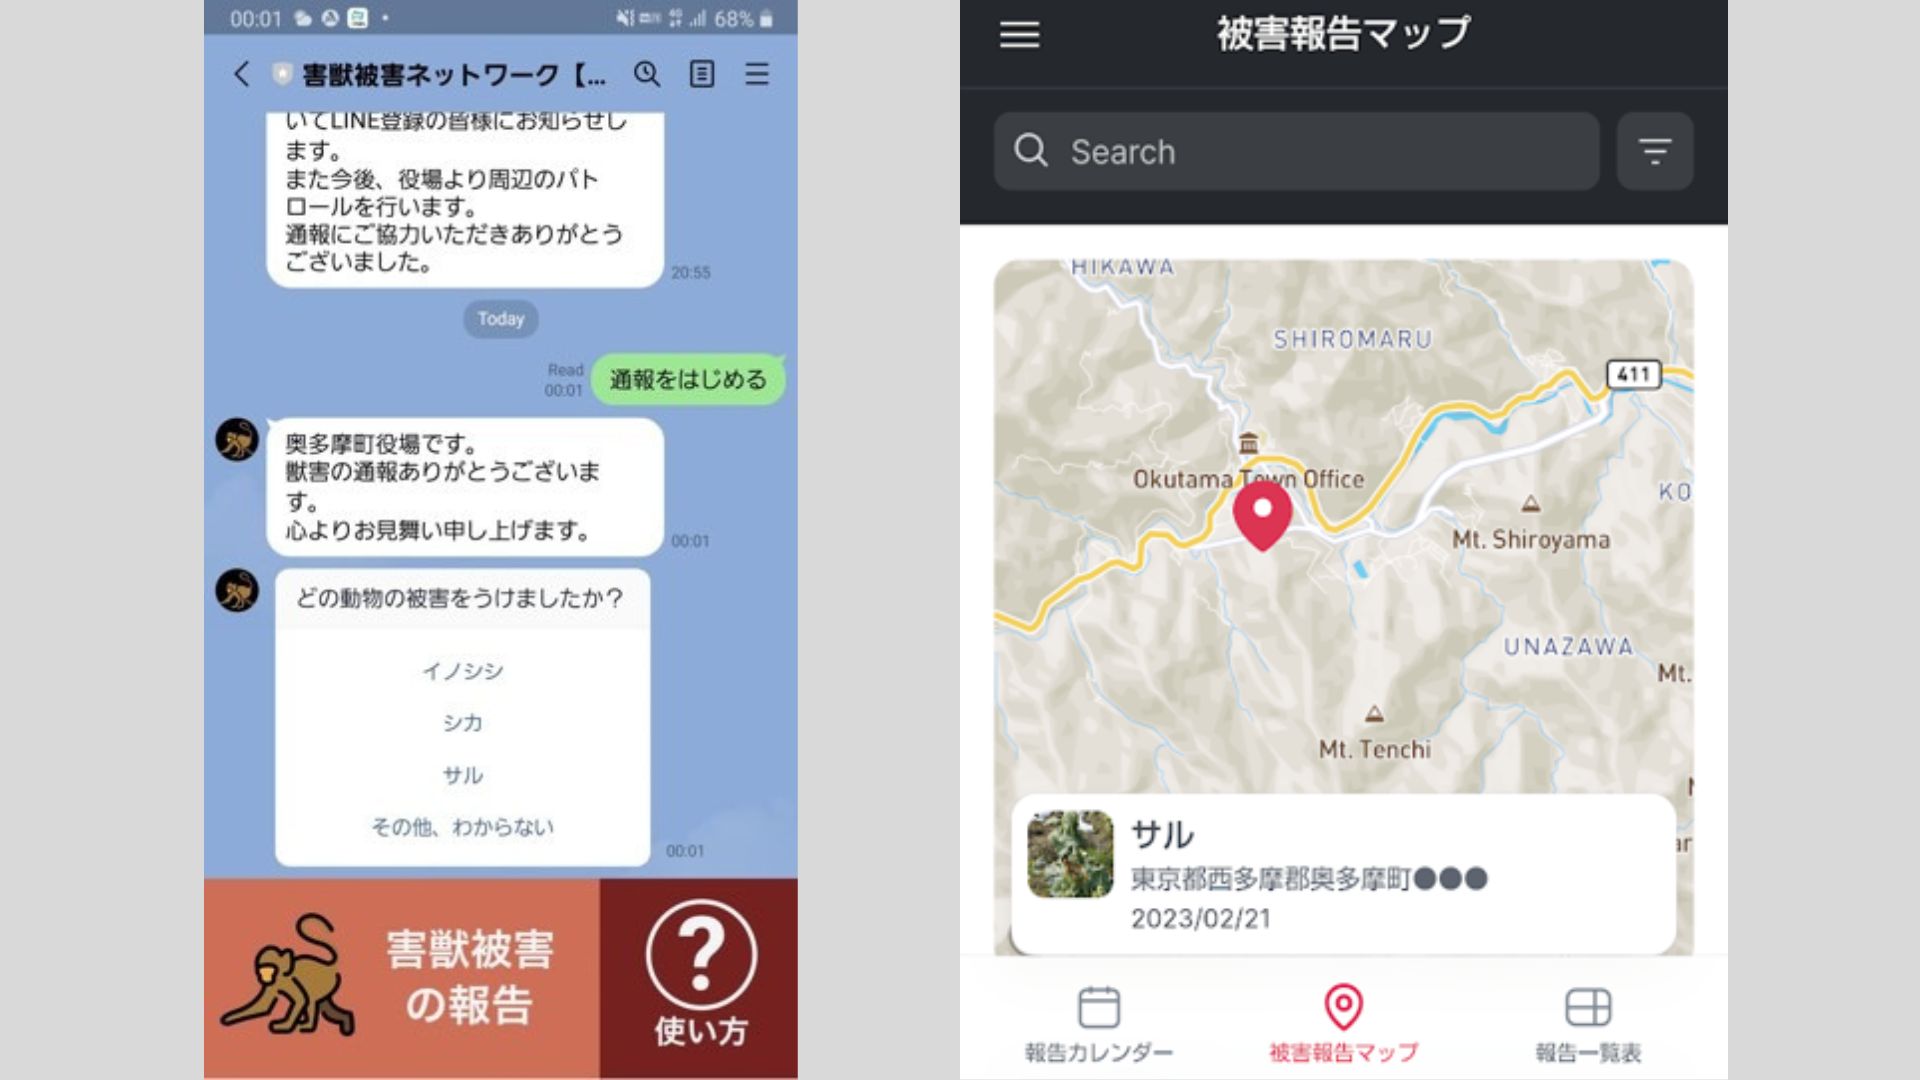 00:01
68%
害獣被害ネットワーク【...
いてLINE登録の皆様にお知らせし
ます。
また今後、役場より周辺のパト
ロールを行います。
通報にご協力いただきありがとう
ございました。
20:55
Today
Read
00:01
通報をはじめる
奥多摩町役場です。
獣害の通報ありがとうございま
す。
心よりお見舞い申し上げます。
00:01
どの動物の被害をうけましたか？
イノシシ
シカ
サル
その他、わからない
00:01
害獣被害
の報告
?
使い方
被害報告マップ
Search
HIKAWA
SHIROMARU
411
Okutama Town Office
KO
Mt. Shiroyama
UNAZAWA
Mt.
Mt. Tenchi
サル
東京都西多摩郡奥多摩町●●●
2023/02/21
報告カレンダー
被害報告マップ
報告一覧表